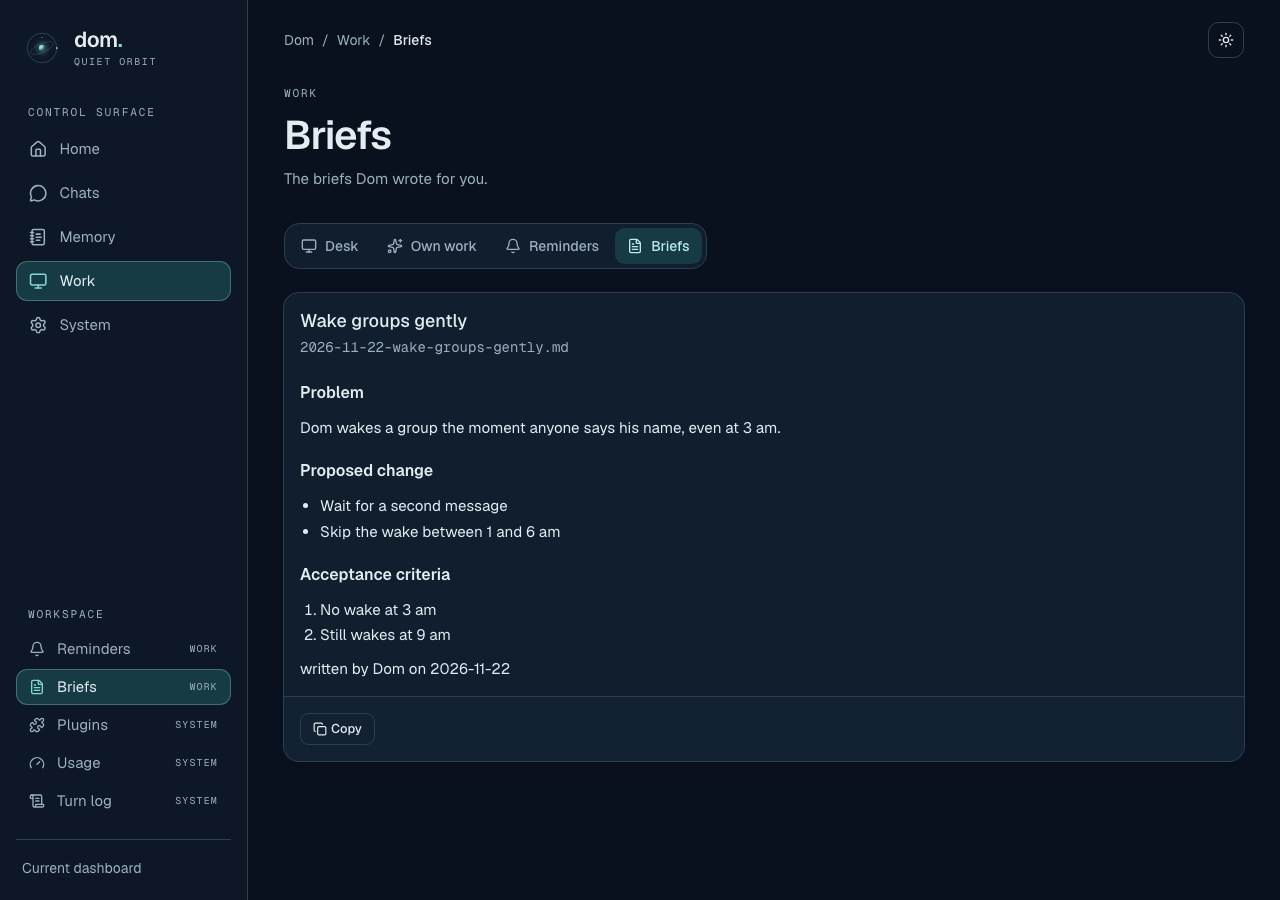 dom.
QUIET ORBIT
CONTROL SURFACE
Home
Chats
Memory
Work
System
WORKSPACE
Reminders WORK
Briefs WORK
Plugins SYSTEM
Usage SYSTEM
Turn log SYSTEM
Current dashboard
Dom / Work / Briefs
WORK
Briefs
The briefs Dom wrote for you.
Desk Own work Reminders Briefs
Wake groups gently
2026-11-22-wake-groups-gently.md
Problem
Dom wakes a group the moment anyone says his name, even at 3 am.
Proposed change
• Wait for a second message
• Skip the wake between 1 and 6 am
Acceptance criteria
1. No wake at 3 am
2. Still wakes at 9 am
written by Dom on 2026-11-22
Copy